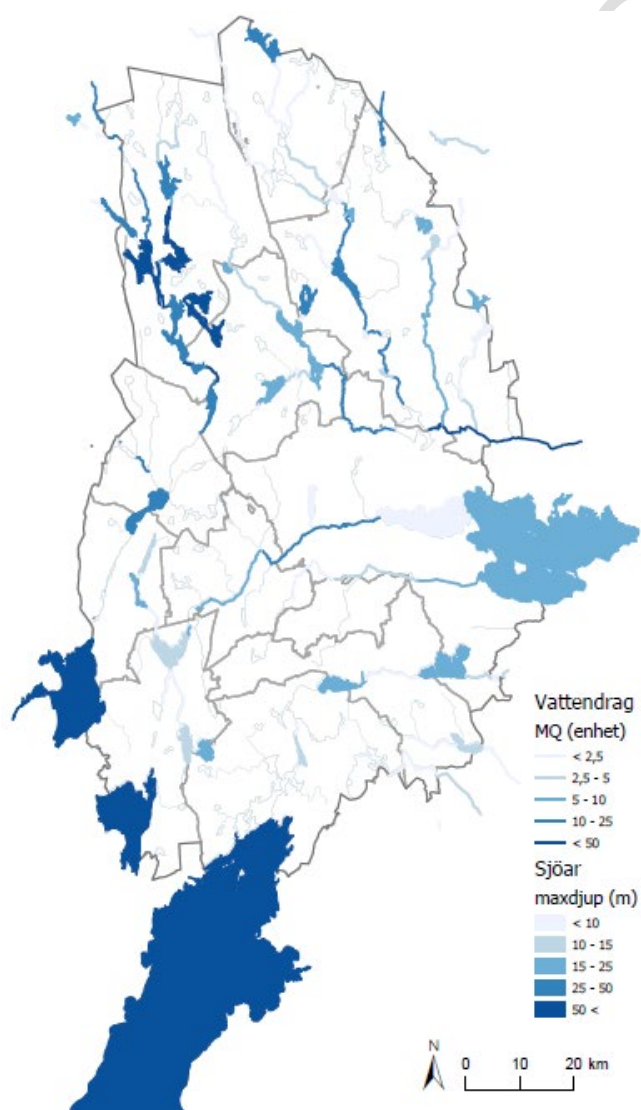 Vattendrag
MQ (enhet)
< 2,5
2,5 - 5
5 - 10
10 - 25
< 50
Sjöar
maxdjup (m)
< 10
10 - 15
15 - 25
25 - 50
50 <
N
0 10 20 km